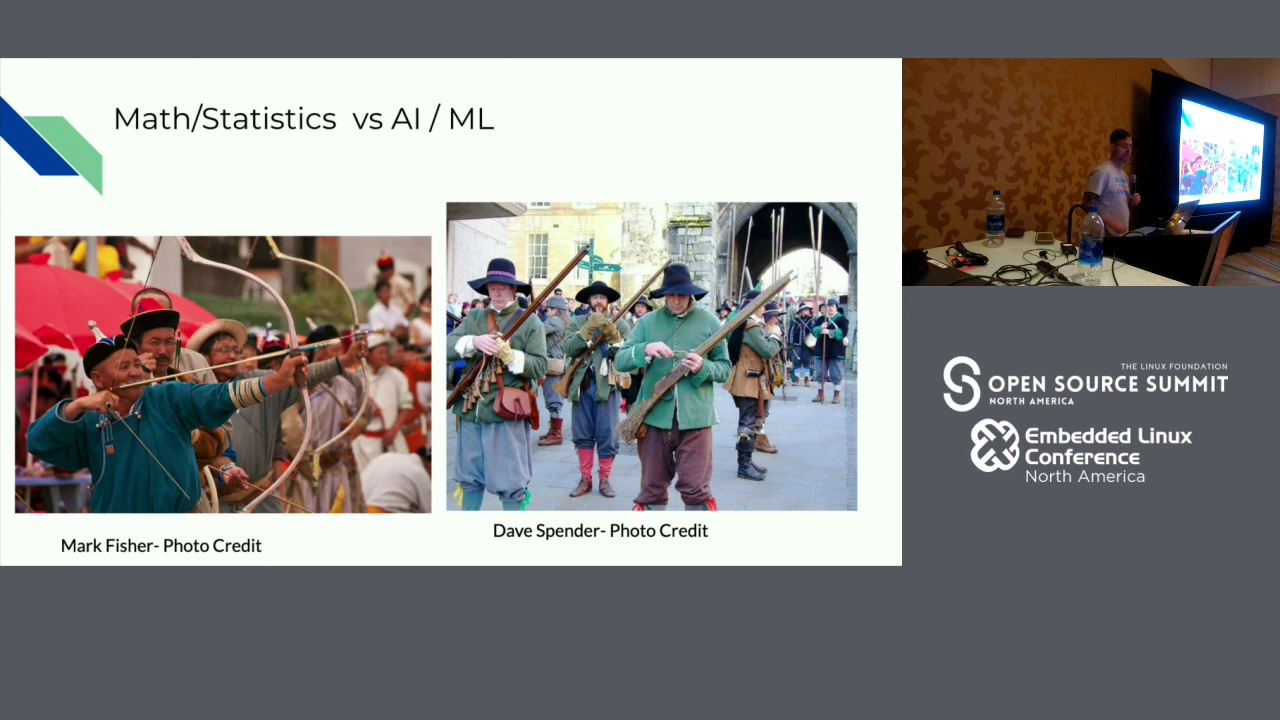 Math/Statistics vs AI / ML
Mark Fisher- Photo Credit
Dave Spender- Photo Credit
THE LINUX FOUNDATION
OPEN SOURCE SUMMIT
NORTH AMERICA
Embedded Linux
Conference
North America